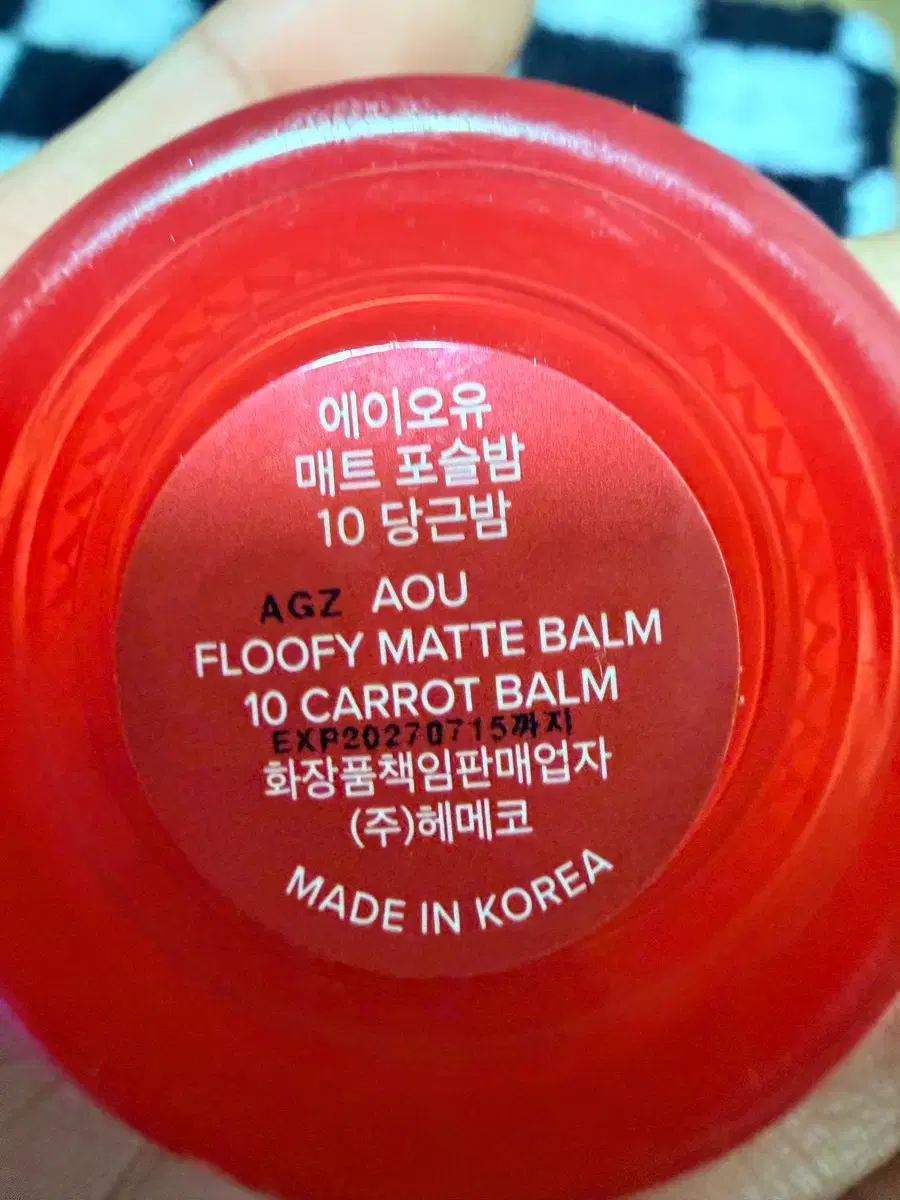 에이오유
매트 포슬밤
10 당근밤
AGZ AOU
FLOOFY MATTE BALM
10 CARROT BALM
EXP20270715까지
화장품책임판매업자
(주)헤메코
MADE IN KOREA